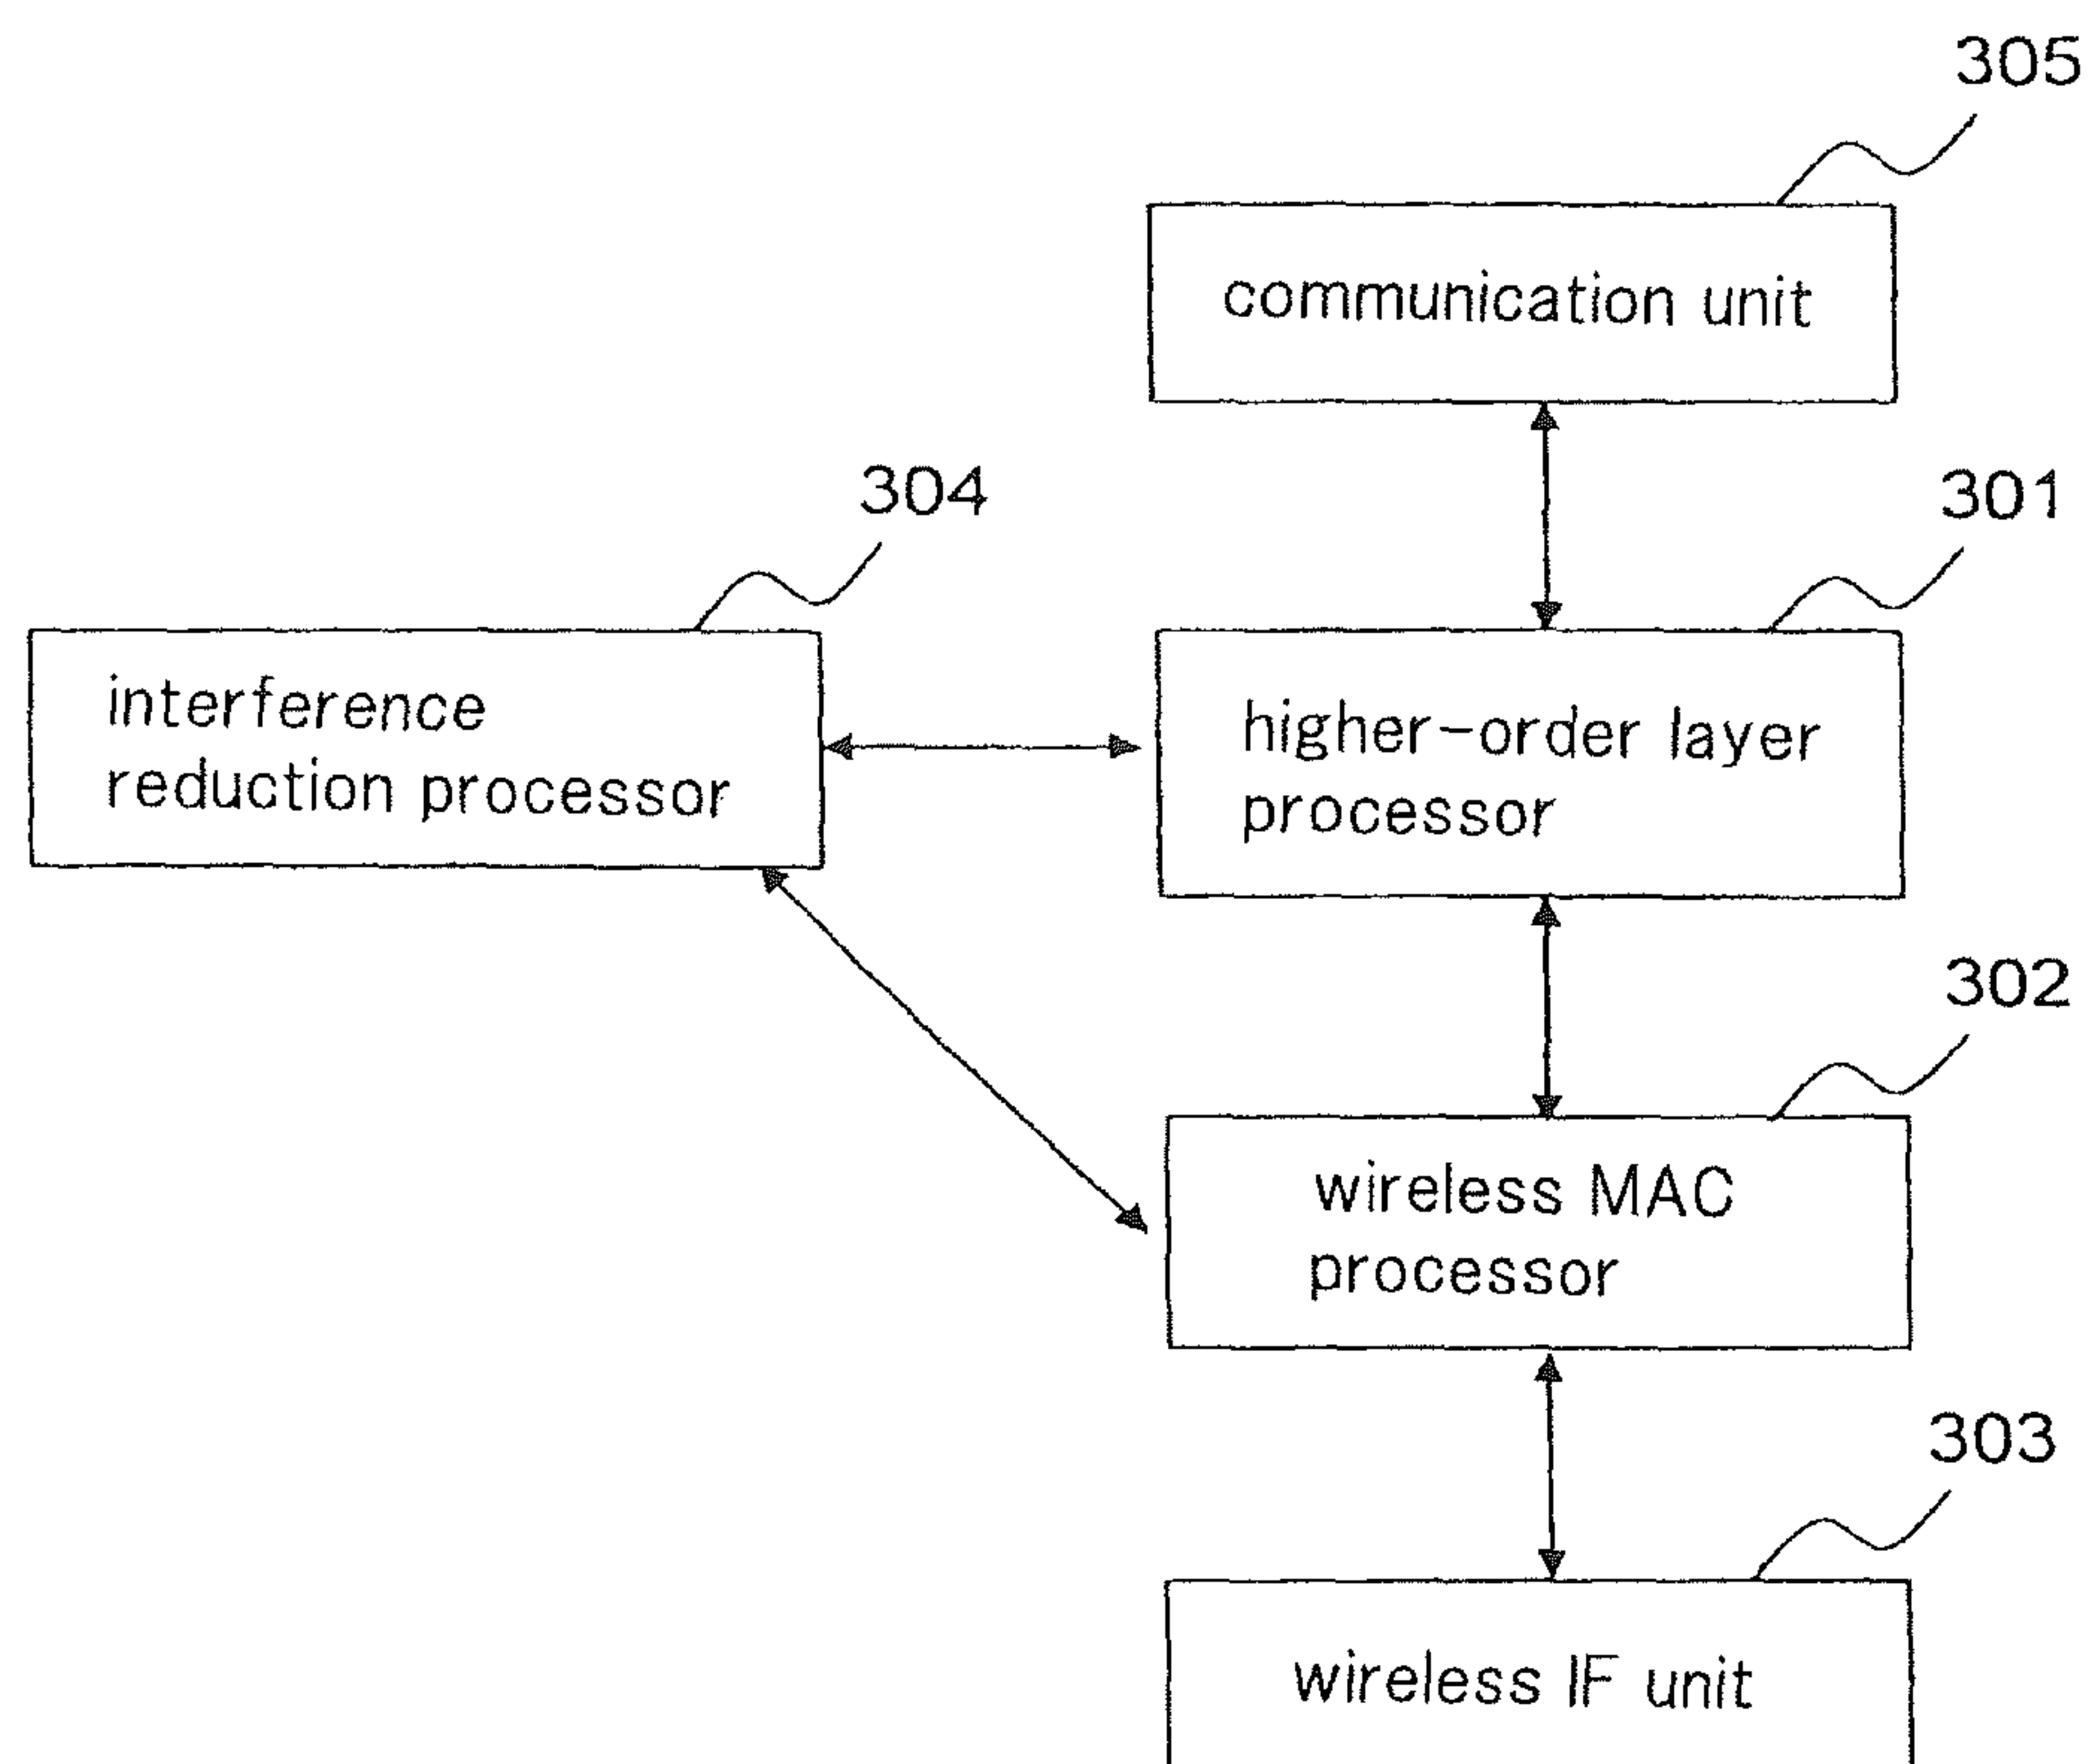 305
communication unit
304
301
interference
reduction processor
higher-order layer
processor
302
wireless MAC
processor
303
wireless IF unit